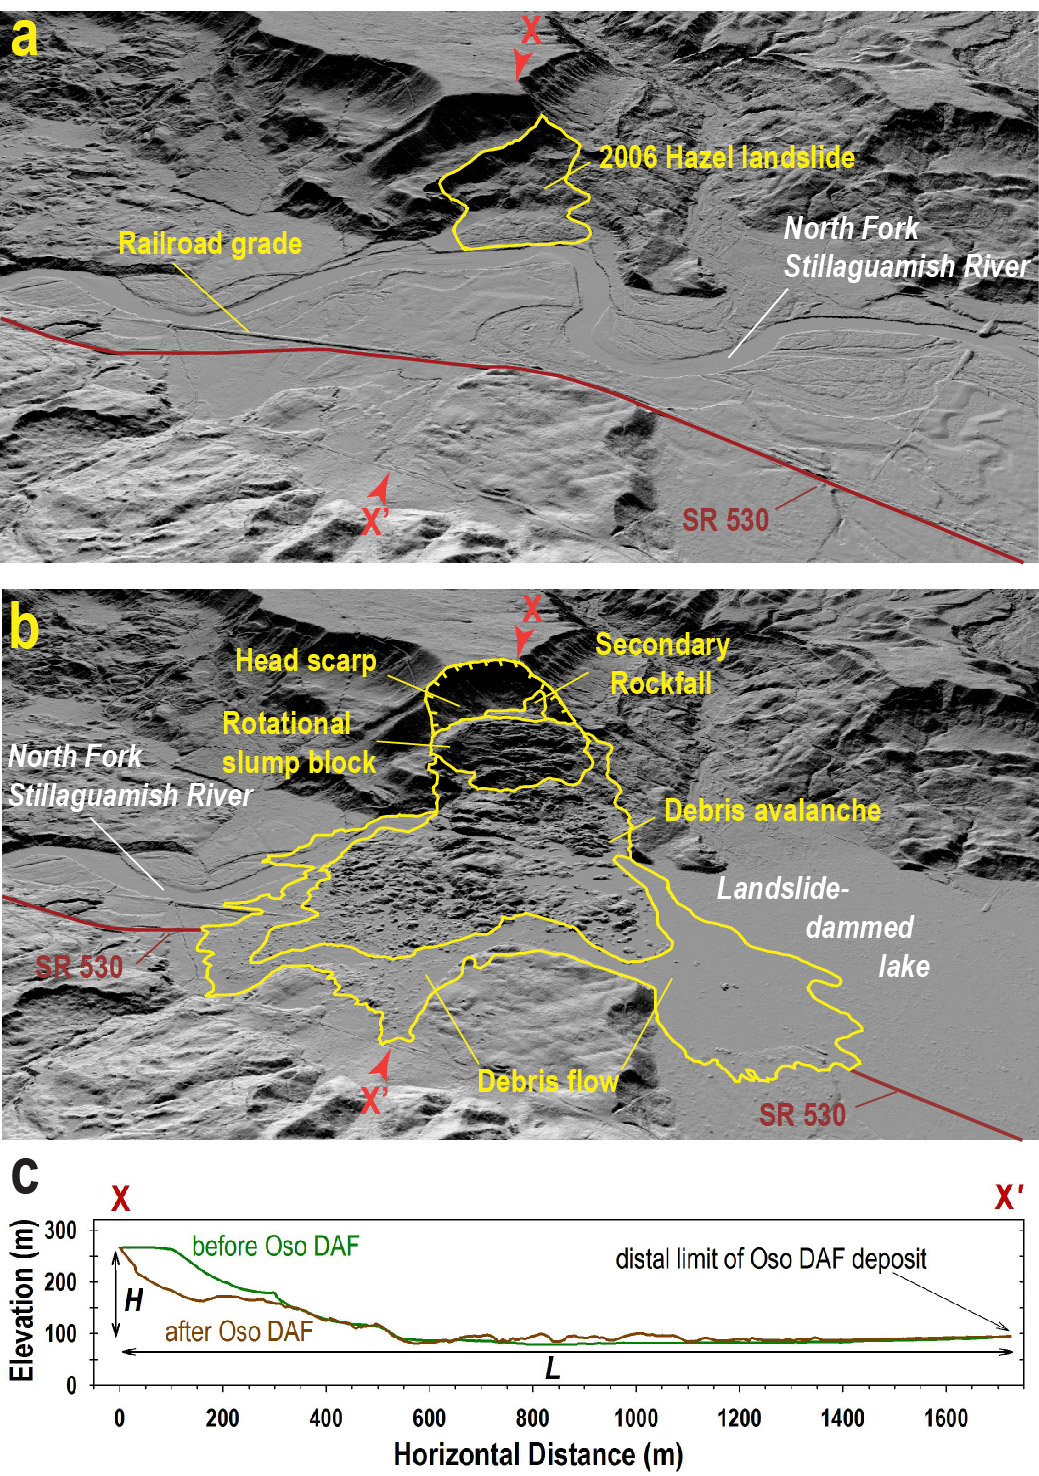 a
X
2006 Hazel landslide
North Fork
Stillaguamish River
Railroad grade
SR 530
X'
b
X
Head scarp
Secondary
Rockfall
Rotational
slump block
North Fork
Stillaguamish River
Debris avalanche
Landslide-
dammed
lake
SR 530
Debris flow
X'
SR 530
c
X
X'
Elevation (m)
300
200
100
0
before Oso DAF
distal limit of Oso DAF deposit
H
after Oso DAF
L
0 200 400 600 800 1000 1200 1400 1600
Horizontal Distance (m)